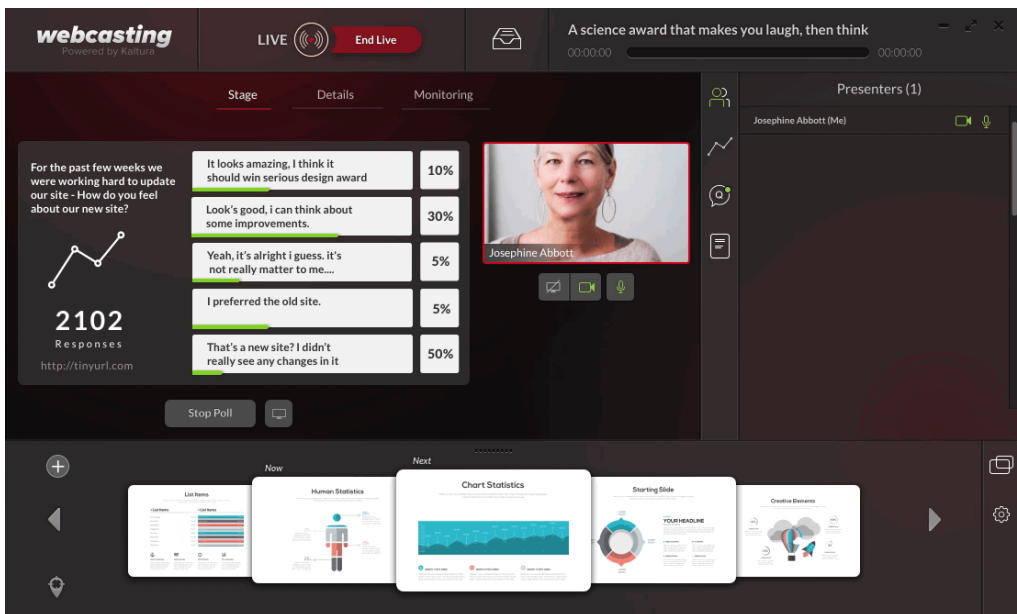 webcasting
Powered by Kaltura
LIVE
End Live
A science award that makes you laugh, then think
00:00:00
00:00:00
Stage
Details
Monitoring
Presenters (1)
Josephine Abbott (Me)
For the past few weeks we
were working hard to update
our site - How do you feel
about our new site?
2102
Responses
http://tinyurl.com
It looks amazing, I think it
should win serious design award
10%
Look's good, i can think about
some improvements.
30%
Yeah, it's alright i guess. it's
not really matter to me....
5%
I preferred the old site.
5%
That's a new site? I didn't
really see any changes in it
50%
Josephine Abbott
Stop Poll
Now
Next
List Items
Human Statistics
Chart Statistics
Starting Slide
YOUR HEADLINE
Creative Elements